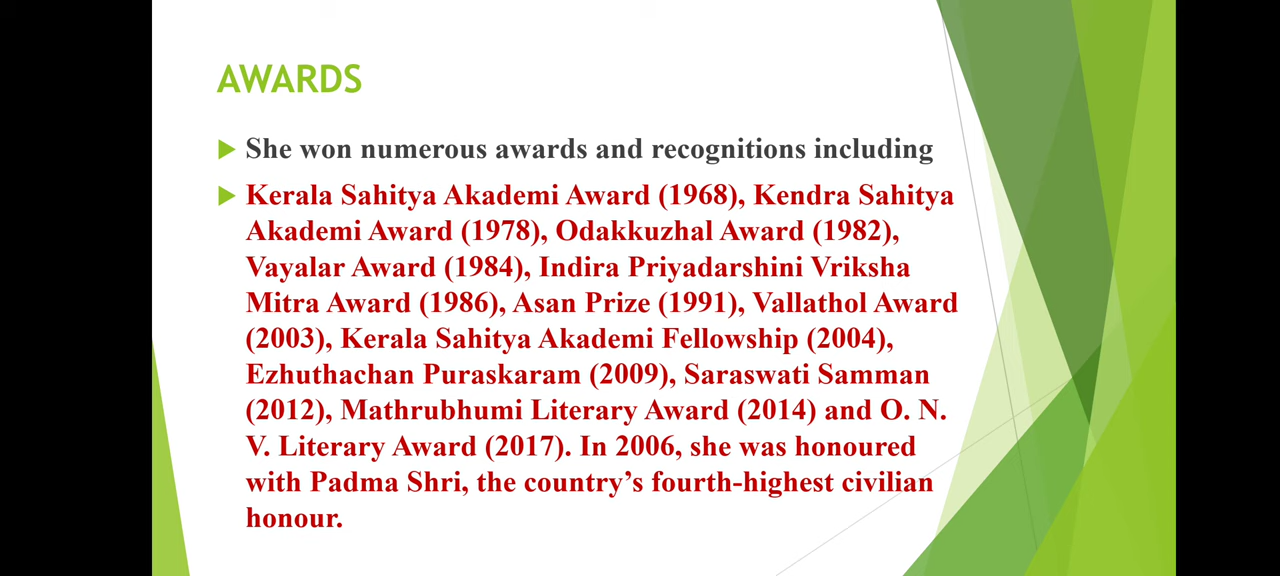 AWARDS
She won numerous awards and recognitions including
Kerala Sahitya Akademi Award (1968), Kendra Sahitya
Akademi Award (1978), Odakkuzhal Award (1982),
Vayalar Award (1984), Indira Priyadarshini Vriksha
Mitra Award (1986), Asan Prize (1991), Vallathol Award
(2003), Kerala Sahitya Akademi Fellowship (2004),
Ezhuthachan Puraskaram (2009), Saraswati Samman
(2012), Mathrubhumi Literary Award (2014) and O. N.
V. Literary Award (2017). In 2006, she was honoured
with Padma Shri, the country’s fourth-highest civilian
honour.